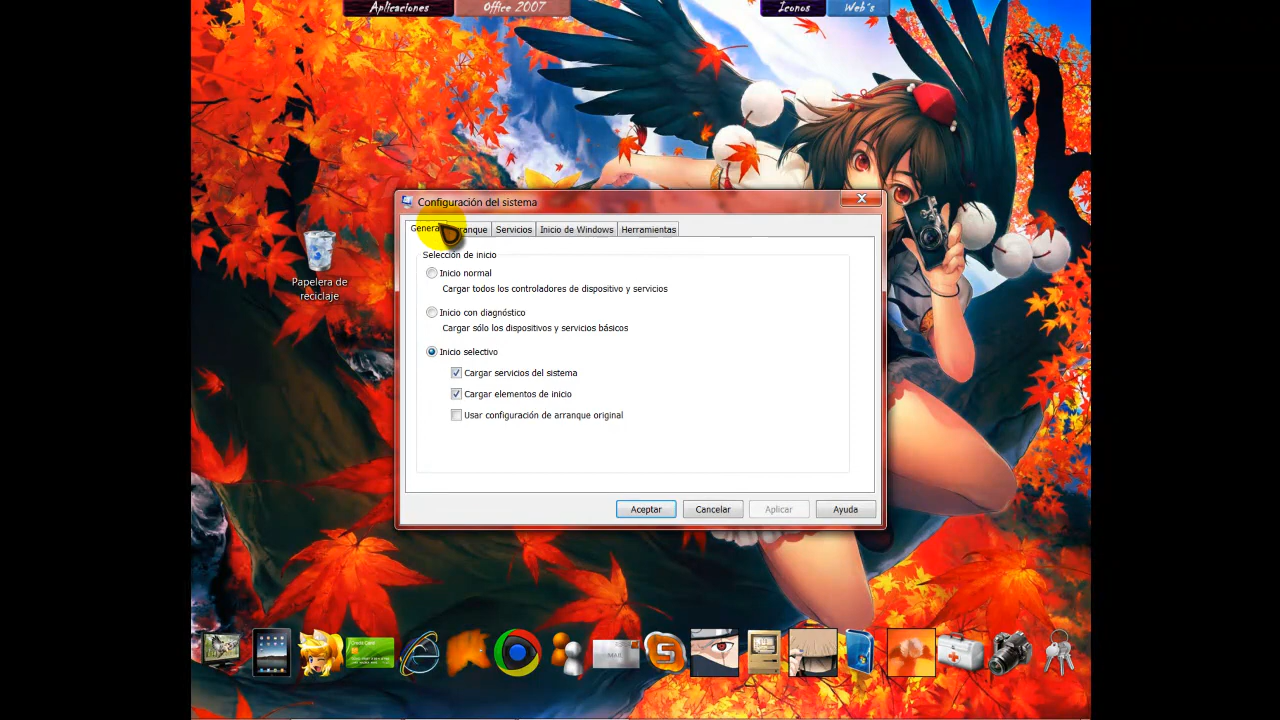 Aplicaciones
Office 2007
Iconos
Web´s
Configuración del sistema
General
Servicios
Inicio de Windows
Herramientas
Papelera de
reciclaje
Selección de inicio
Inicio normal
Cargar todos los controladores de dispositivo y servicios
Inicio con diagnóstico
Cargar sólo los dispositivos y servicios básicos
Inicio selectivo
Cargar servicios del sistema
Cargar elementos de inicio
Usar configuración de arranque original
Aceptar
Cancelar
Aplicar
Ayuda